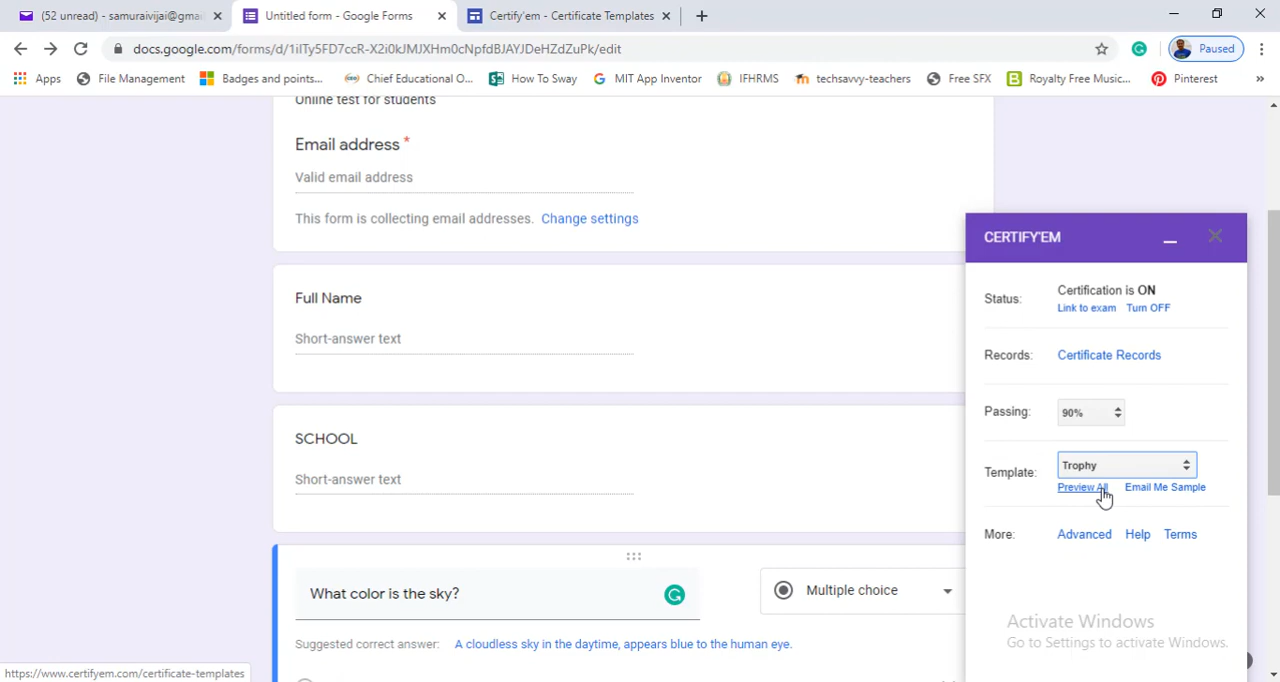 (52 unread) - samuraivijai@gma
Untitled form - Google Forms
Certify'em - Certificate Templates
docs.google.com/forms/d/1iITy5FD7ccR-X2i0kJMJXHm0cNpfdBJAYJDeHZdZuPk/edit
Paused
Apps
File Management
Badges and points...
Chief Educational O...
How To Sway
MIT App Inventor
IFHRMS
techsavvy-teachers
Free SFX
Royalty Free Music...
Pinterest
»
Online test for students
Email address *
Valid email address
This form is collecting email addresses. Change settings
Full Name
Short-answer text
SCHOOL
Short-answer text
What color is the sky?
Multiple choice
Suggested correct answer: A cloudless sky in the daytime, appears blue to the human eye.
CERTIFY'EM
Status: Certification is ON
Link to exam Turn OFF
Records: Certificate Records
Passing: 90%
Template: Trophy
Preview All Email Me Sample
More: Advanced Help Terms
Activate Windows
Go to Settings to activate Windows.
https://www.certifyem.com/certificate-templates